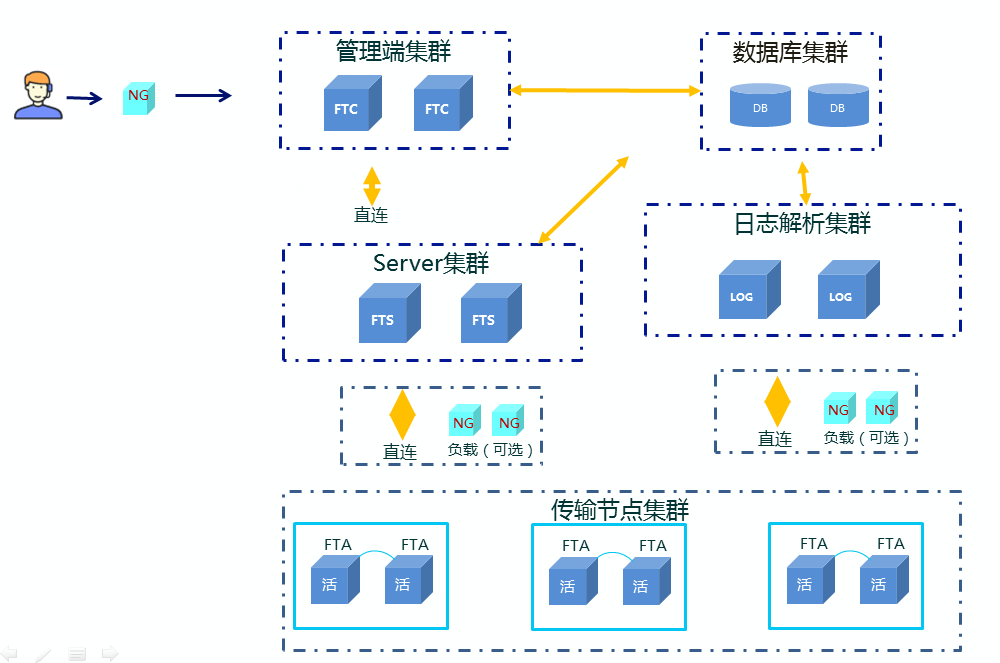 管理端集群
数据库集群
NG
FTC
FTC
DB
DB
直连
日志解析集群
Server集群
LOG
LOG
FTS
FTS
NG
NG
直连
负载（可选）
NG
NG
直连
负载（可选）
传输节点集群
FTA
FTA
活
活
FTA
FTA
活
活
FTA
FTA
活
活